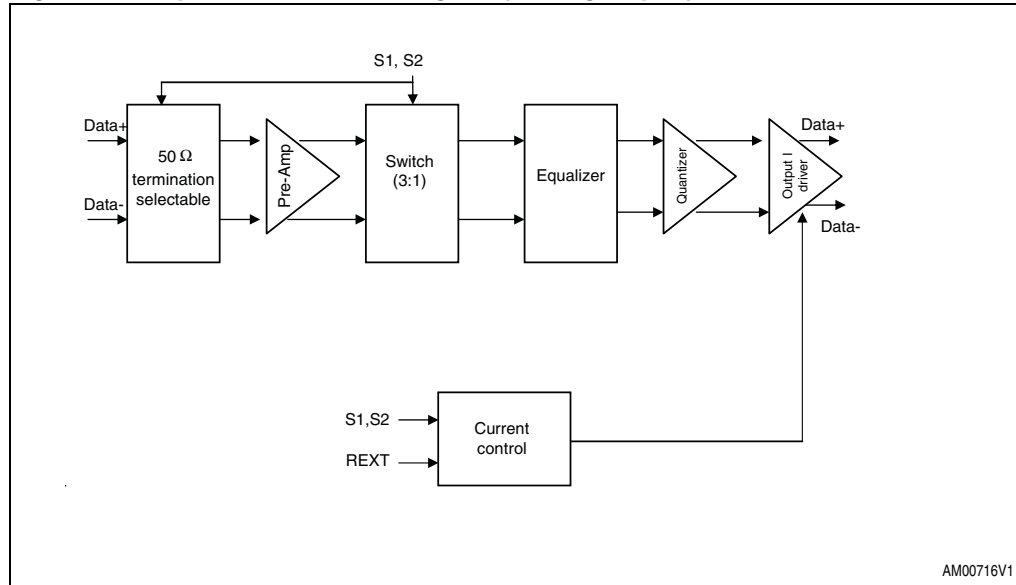 S1, S2
Data+
Data-
50 Ω
termination
selectable
Pre-Amp
Switch
(3:1)
Equalizer
Quantizer
Output I
driver
Data+
Data-
S1,S2
REXT
Current
control
AM00716V1